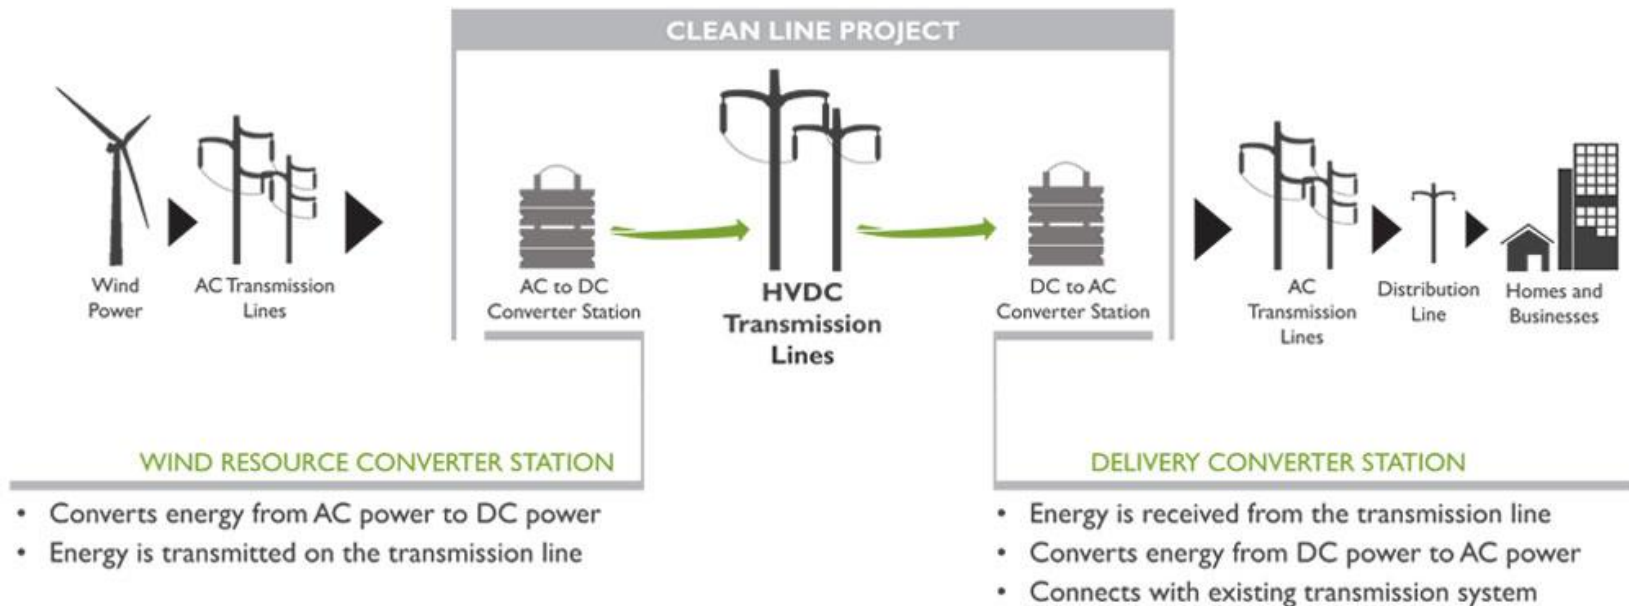 CLEAN LINE PROJECT
Wind
Power
AC Transmission
Lines
AC to DC
Converter Station
HVDC
Transmission
Lines
DC to AC
Converter Station
AC
Transmission
Lines
Distribution
Line
Homes and
Businesses
WIND RESOURCE CONVERTER STATION
• Converts energy from AC power to DC power
• Energy is transmitted on the transmission line
DELIVERY CONVERTER STATION
• Energy is received from the transmission line
• Converts energy from DC power to AC power
• Connects with existing transmission system